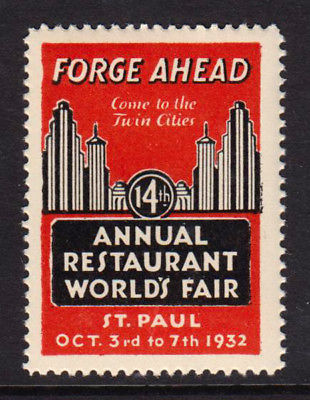 FORGE AHEAD
Come to the
Twin Cities
14th
ANNUAL
RESTAURANT
WORLD'S FAIR
ST. PAUL
OCT. 3rd to 7th 1932